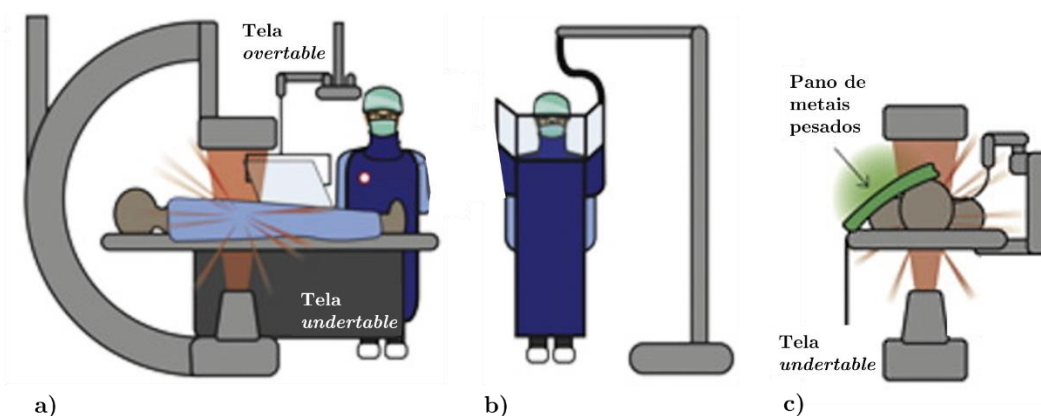 Tela
overtable
Tela
undertable
Pano de
metais
pesados
Tela
undertable
a)
b)
c)